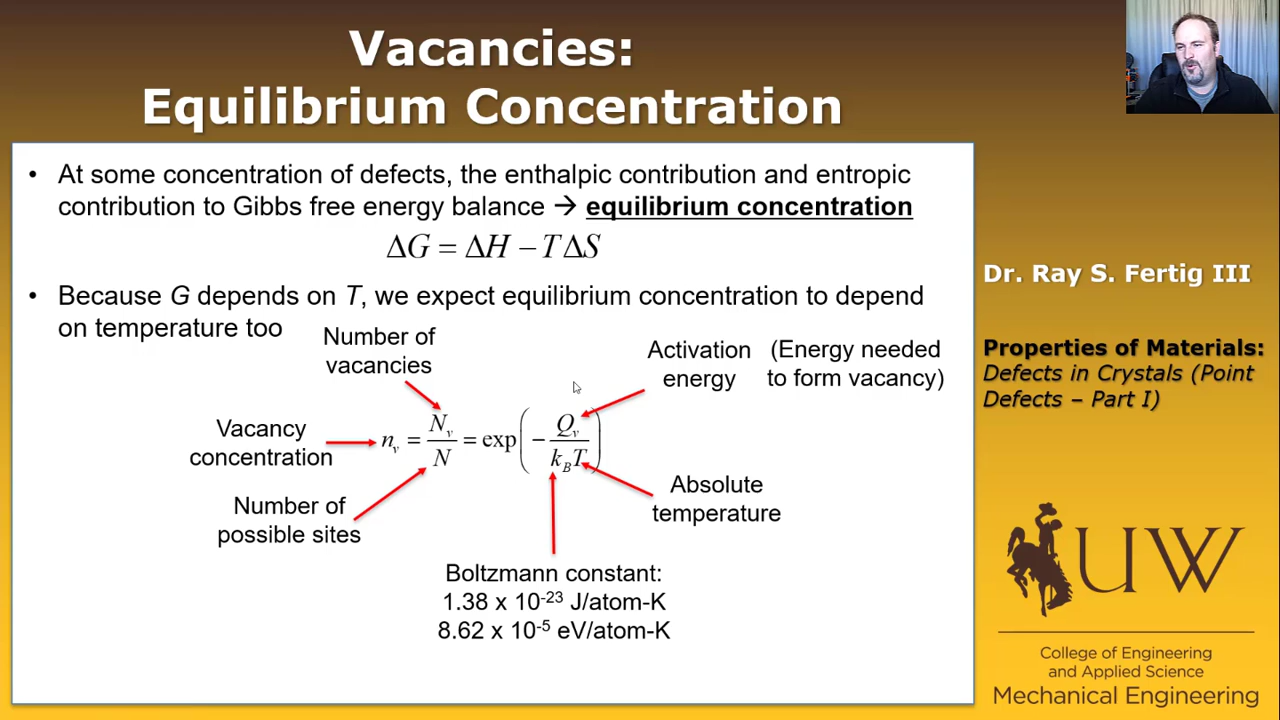 Vacancies:
Equilibrium Concentration
• At some concentration of defects, the enthalpic contribution and entropic
contribution to Gibbs free energy balance → equilibrium concentration
ΔG = ΔH − TΔS
• Because G depends on T, we expect equilibrium concentration to depend
on temperature too
Number of
vacancies
Activation
energy
(Energy needed
to form vacancy)
Vacancy
concentration
n_v = N_v/N = exp(− Q_v/k_BT)
Number of
possible sites
Absolute
temperature
Boltzmann constant:
1.38 x 10⁻²³ J/atom-K
8.62 x 10⁻⁵ eV/atom-K
Dr. Ray S. Fertig III
Properties of Materials:
Defects in Crystals (Point
Defects – Part I)
UW
College of Engineering
and Applied Science
Mechanical Engineering